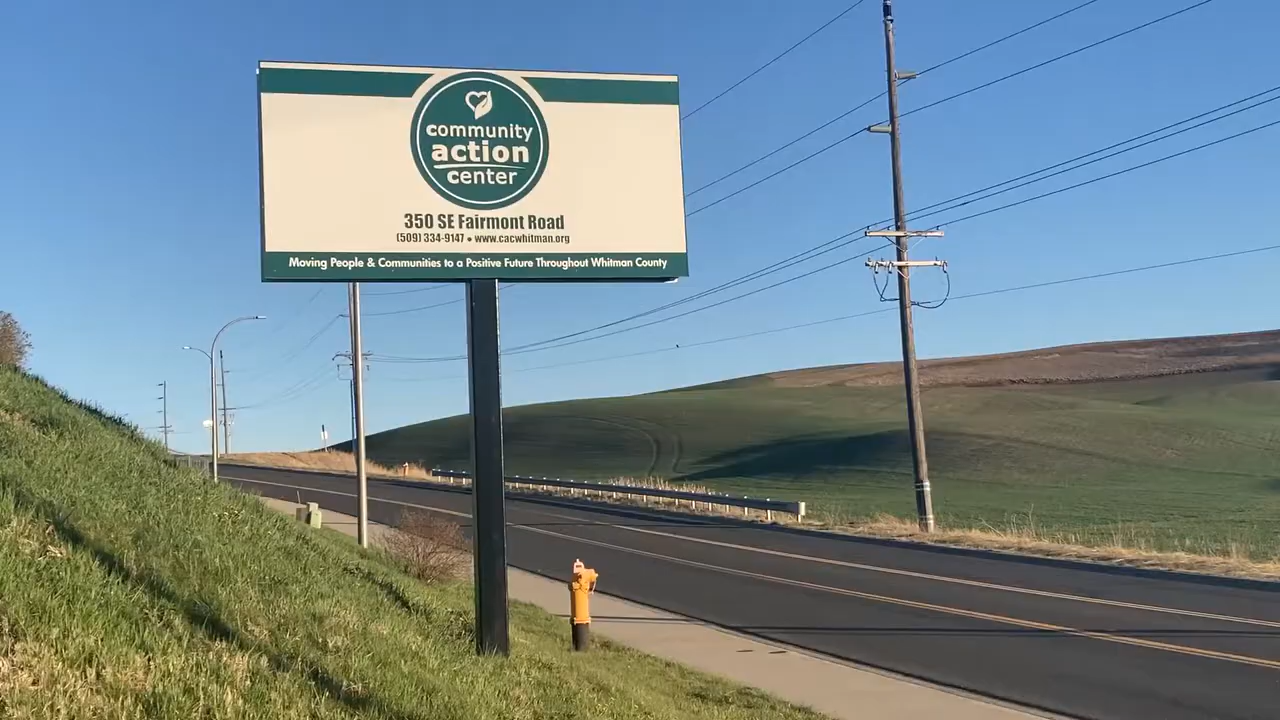 community
action
center
350 SE Fairmont Road
(509) 334-9147 • www.cacwhitman.org
Moving People & Communities to a Positive Future Throughout Whitman County